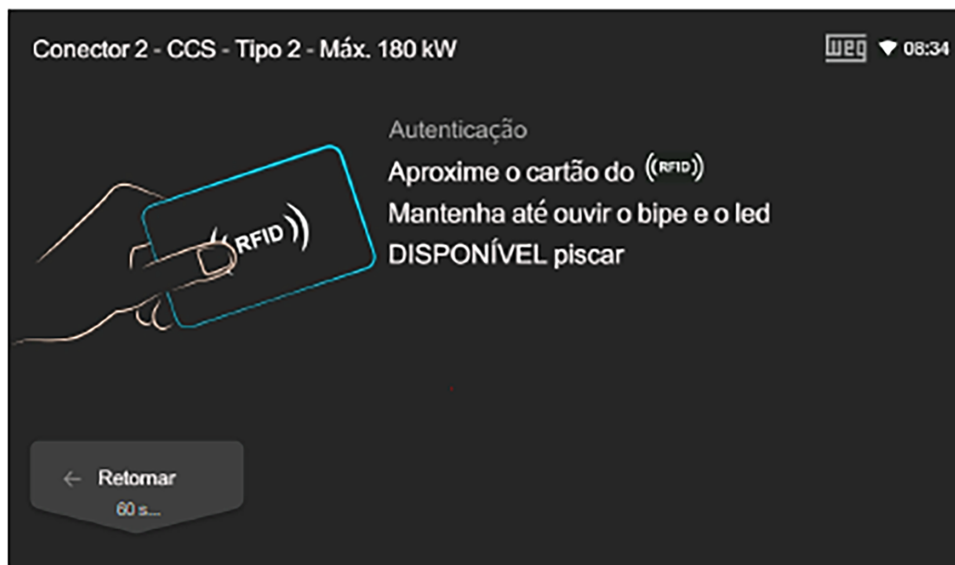 Conector 2 - CCS - Tipo 2 - Máx. 180 kW
weg 08:34
Autenticação
Aproxime o cartão do ((RFID))
Mantenha até ouvir o bipe e o led
DISPONÍVEL piscar
((RFID))
← Retornar
60 s...